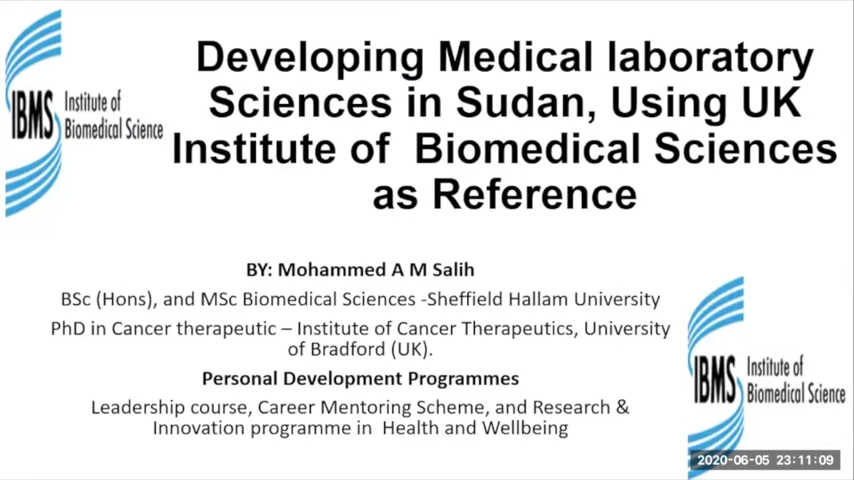 IBMS
Institute of
Biomedical Science
Developing Medical laboratory
Sciences in Sudan, Using UK
Institute of Biomedical Sciences
as Reference
BY: Mohammed A M Salih
BSc (Hons), and MSc Biomedical Sciences -Sheffield Hallam University
PhD in Cancer therapeutic – Institute of Cancer Therapeutics, University
of Bradford (UK).
Personal Development Programmes
Leadership course, Career Mentoring Scheme, and Research &
Innovation programme in Health and Wellbeing
IBMS
Institute of
Biomedical Science
2020-06-05 23:11:09